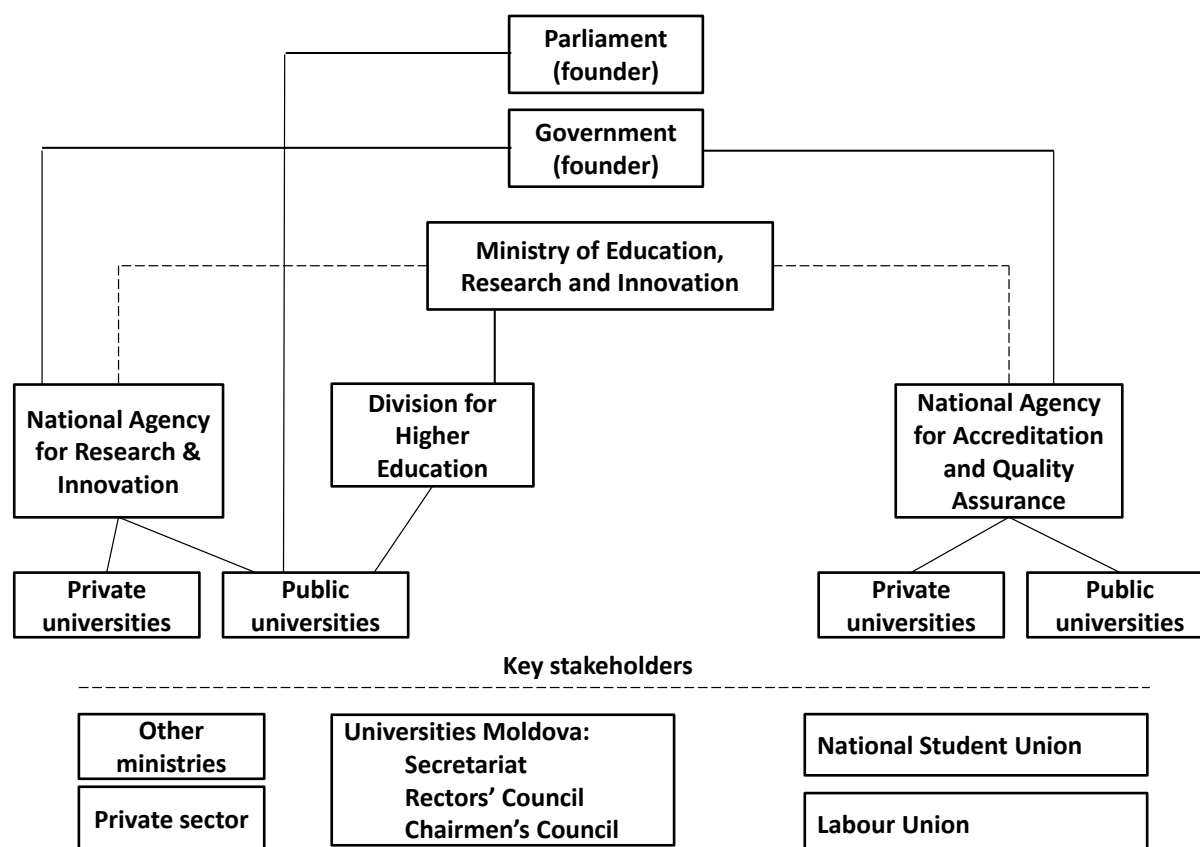 Parliament
(founder)
Government
(founder)
Ministry of Education,
Research and Innovation
National Agency
for Research &
Innovation
Division for
Higher
Education
National Agency
for Accreditation
and Quality
Assurance
Private
universities
Public
universities
Private
universities
Public
universities
Key stakeholders
Other
ministries
Private sector
Universities Moldova:
Secretariat
Rectors’ Council
Chairmen’s Council
National Student Union
Labour Union